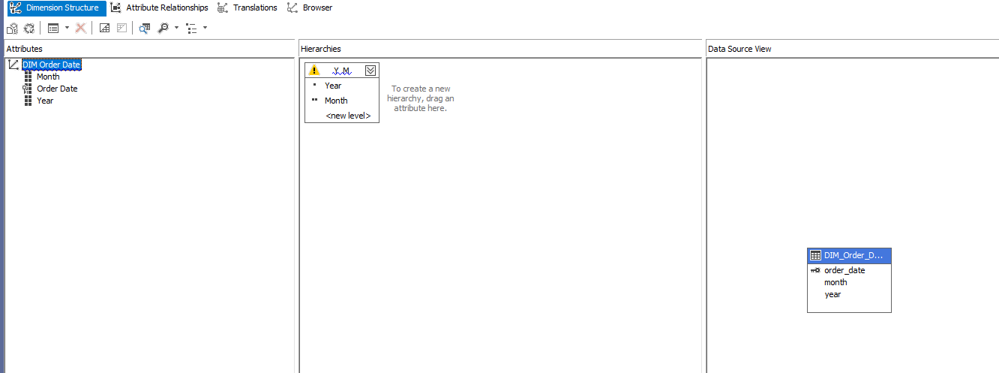 Dimension Structure Attribute Relationships Translations Browser
Attributes
DIM Order Date
Month
Order Date
Year
Hierarchies
Y_M
Year
Month
<new level>
To create a new
hierarchy, drag an
attribute here.
Data Source View
DIM_Order_D...
order_date
month
year